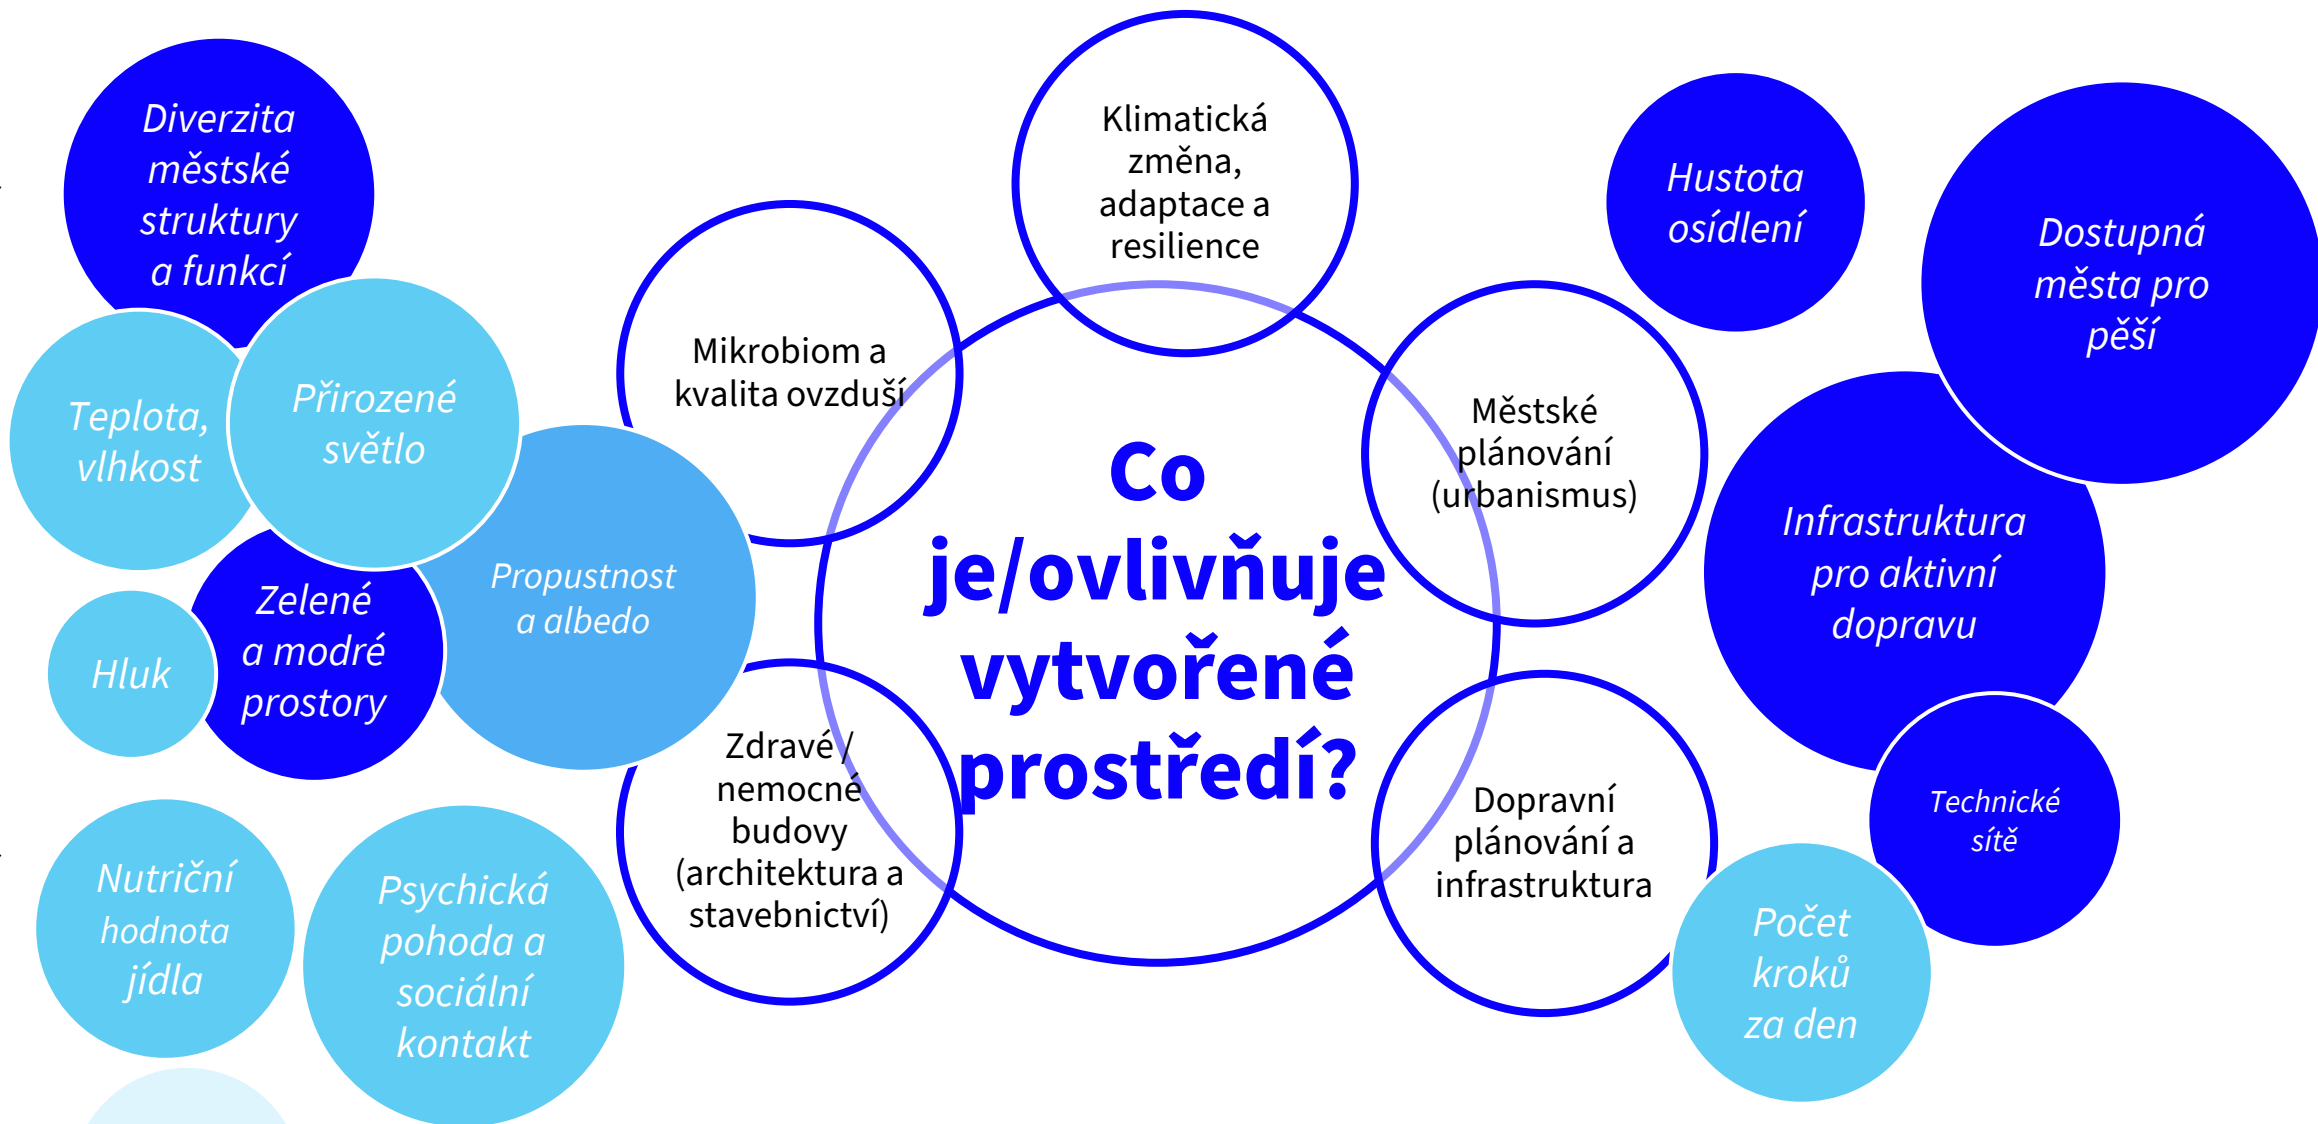 Diverzita
městské
struktury
a funkcí
Teplota,
vlhkost
Přirozené
světlo
Hluk
Zelené
a modré
prostory
Propustnost
a albedo
Nutriční
hodnota
jídla
Psychická
pohoda a
sociální
kontakt
Mikrobiom a
kvalita ovzduší
Klimatická
změna,
adaptace a
resilience
Městské
plánování
(urbanismus)
Co
je/ovlivňuje
vytvořené
prostředí?
Zdravé /
nemocné
budovy
(architektura a
stavebnictví)
Dopravní
plánování a
infrastruktura
Hustota
osídlení
Dostupná
města pro
pěší
Infrastruktura
pro aktivní
dopravu
Technické
sítě
Počet
kroků
za den